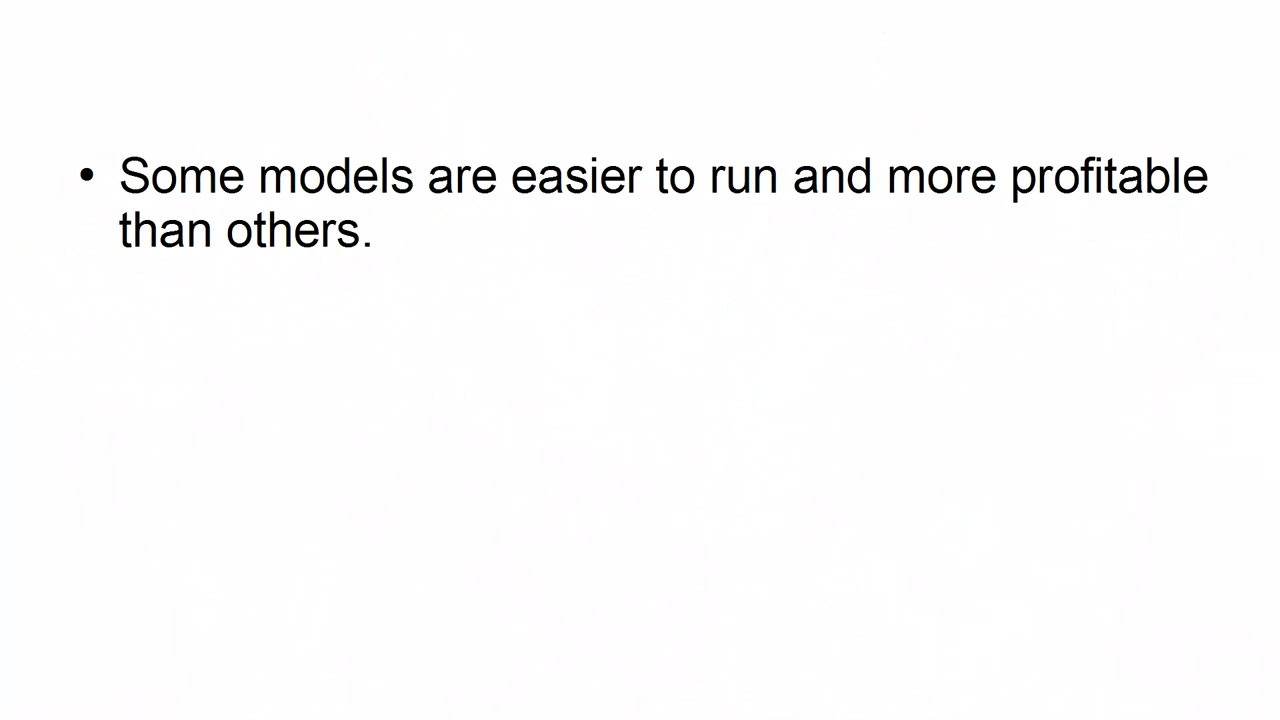 • Some models are easier to run and more profitable
than others.